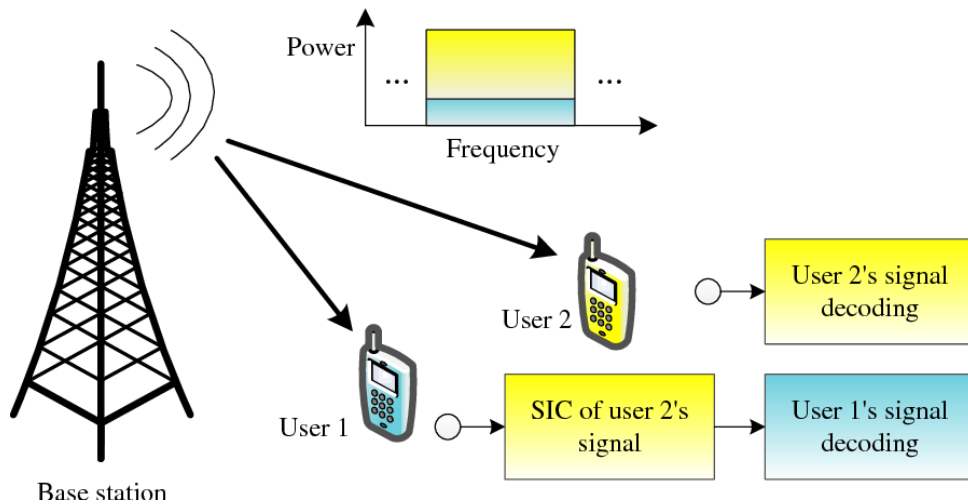 Power
...
...
Frequency
User 2
User 2's signal
decoding
User 1
SIC of user 2's
signal
User 1's signal
decoding
Base station